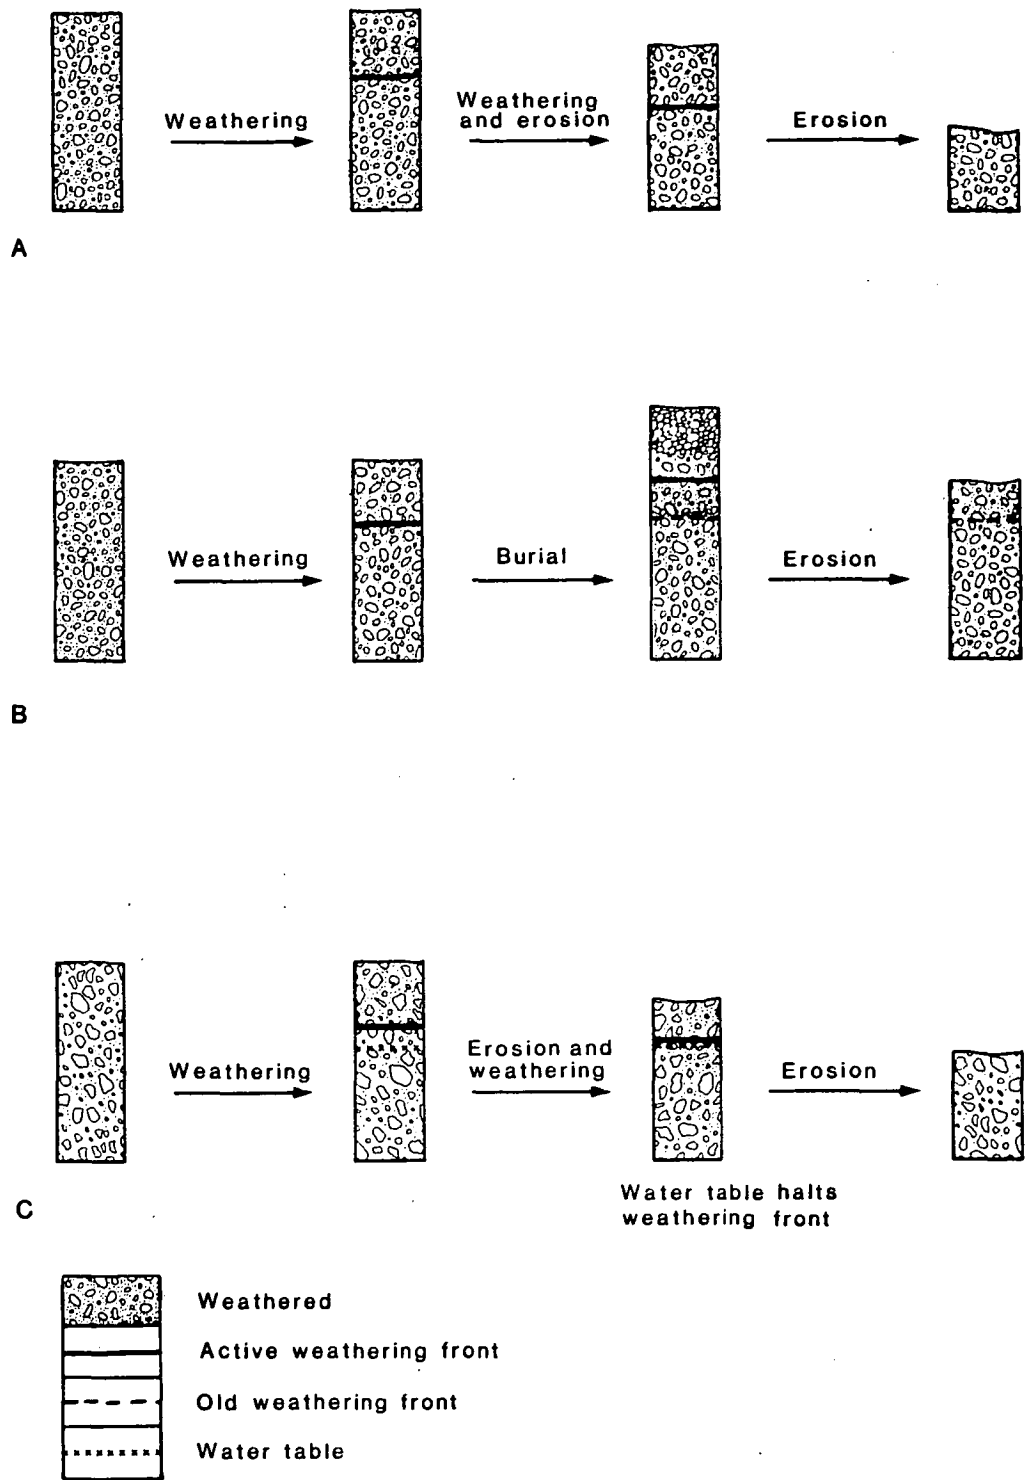 Weathering
Weathering
and erosion
Erosion
A
Weathering
Burial
Erosion
B
Weathering
Erosion and
weathering
Erosion
Water table halts
weathering front
C
Weathered
Active weathering front
Old weathering front
Water table